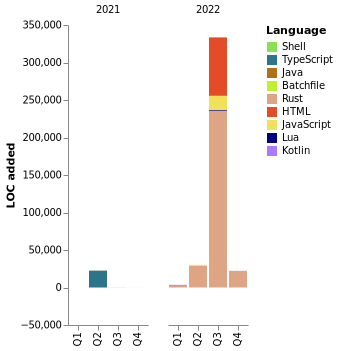 2021 2022
LOC added
350,000
300,000
250,000
200,000
150,000
100,000
50,000
0
−50,000
Q1 Q2 Q3 Q4 Q1 Q2 Q3 Q4
Language
Shell
TypeScript
Java
Batchfile
Rust
HTML
JavaScript
Lua
Kotlin